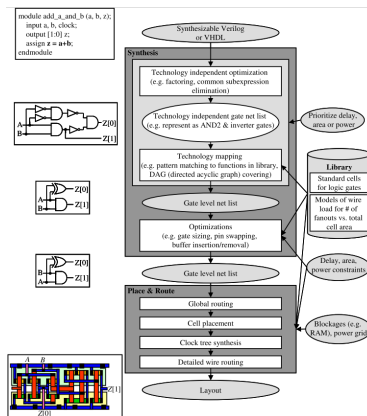 module add_a_and_b (a, b, z);
input a, b, clock;
output [1:0] z;
assign z = a+b;
endmodule
Synthesizable Verilog
or VHDL
Synthesis
Technology independent optimization
(e.g. factoring, common subexpression
elimination)
Technology independent gate net list
(e.g. represent as AND2 & inverter gates)
Technology mapping
(e.g. pattern matching to functions in library,
DAG (directed acyclic graph) covering)
Gate level net list
Optimizations
(e.g. gate sizing, pin swapping,
buffer insertion/removal)
Gate level net list
Place & Route
Global routing
Cell placement
Clock tree synthesis
Detailed wire routing
Layout
Prioritize delay,
area or power
Library
Standard cells
for logic gates
Models of wire
load for # of
fanouts vs. total
cell area
Delay, area,
power constraints
Blockages (e.g.
RAM), power grid
A
B
Z[0]
Z[1]
A
B
Z[0]
Z[1]
A
B
Z[0]
Z[1]
A B
Z[1]
Z[0]